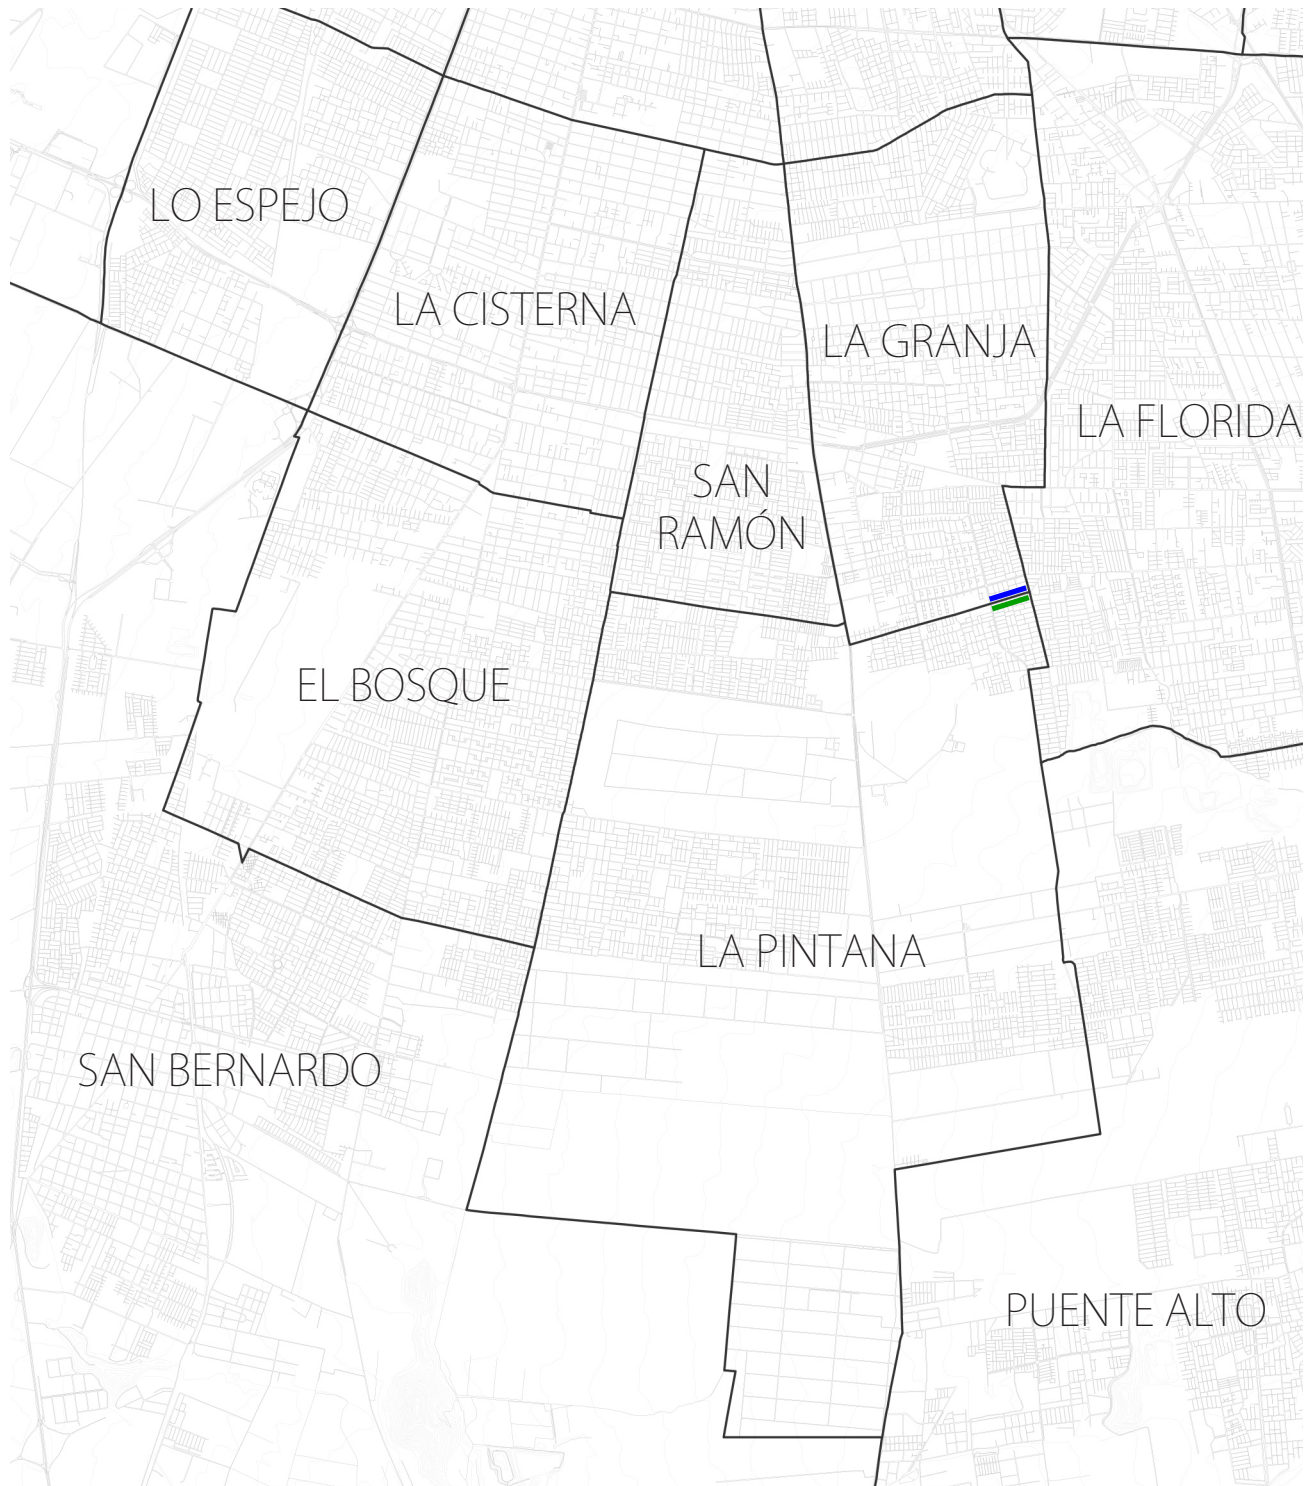 LO ESPEJO
LA CISTERNA
LA GRANJA
LA FLORIDA
SAN
RAMÓN
EL BOSQUE
LA PINTANA
SAN BERNARDO
PUENTE ALTO